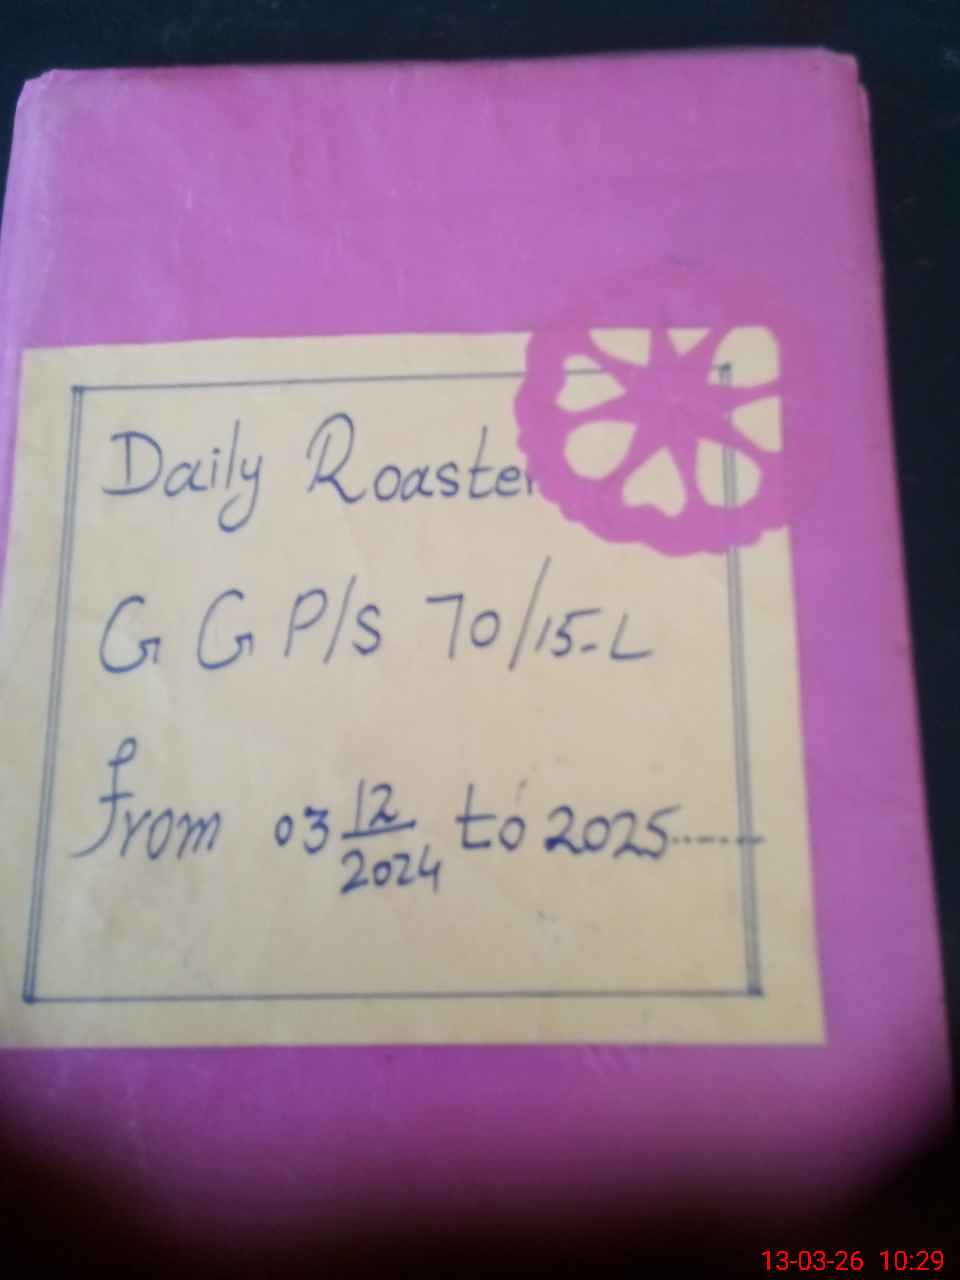 Daily Roaster
G G P/S 70/15-L
From 03 12/2024 to 2025......
13-03-26 10:29